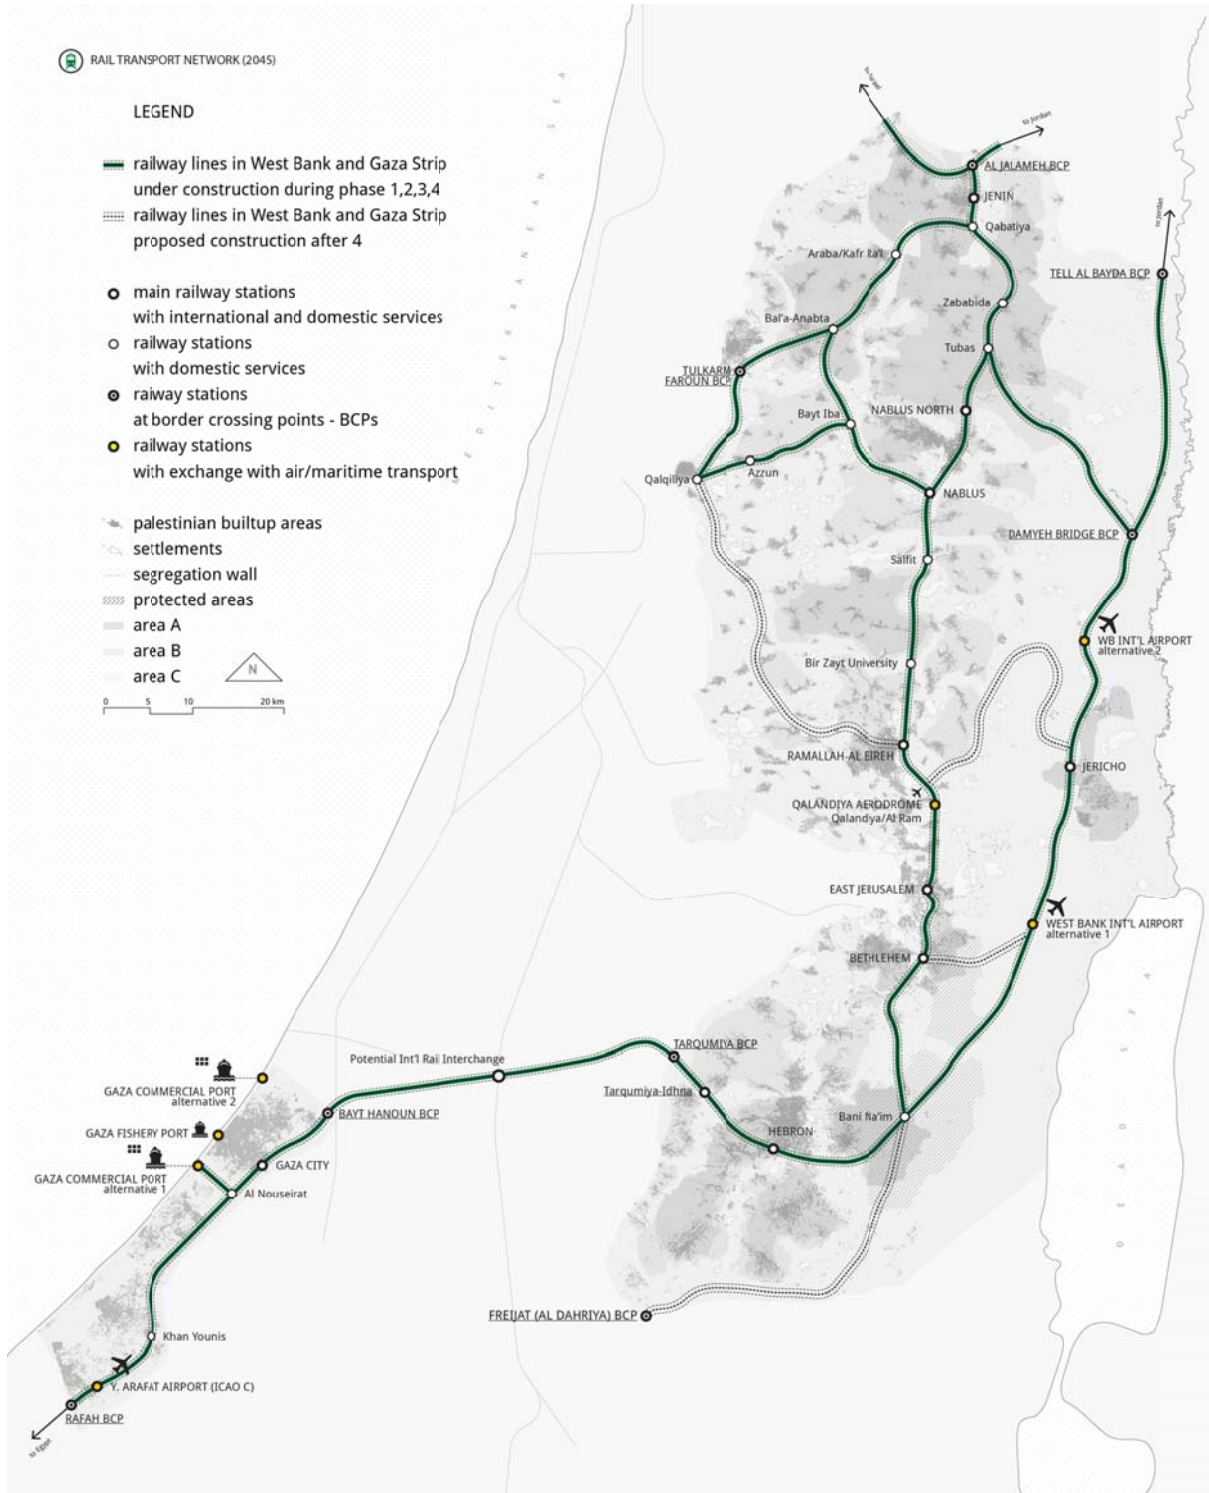 RAIL TRANSPORT NETWORK (2045)
LEGEND
railway lines in West Bank and Gaza Strip
under construction during phase 1,2,3,4
railway lines in West Bank and Gaza Strip
proposed construction after 4
main railway stations
with international and domestic services
railway stations
with domestic services
raiway stations
at border crossing points - BCPs
railway stations
with exchange with air/maritime transport
palestinian builtup areas
settlements
segregation wall
protected areas
area A
area B
area C
N
0 5 10 20 km
M E D I T E R R A N E A N S E A
to Israel
to Jordan
AL JALAMEH BCP
JENIN
Qabatiya
to Jordan
Araba/Kafr Ra'i
TELL AL BAYDA BCP
Zababida
Bal'a-Anabta
Tubas
TULKARM
FAROUN BCP
Bayt Iba
NABLUS NORTH
Azzun
Qalqiliya
NABLUS
DAMYEH BRIDGE BCP
Salfit
WB INT'L AIRPORT
alternative 2
Bir Zayt University
RAMALLAH-AL BIREH
JERICHO
QALANDIYA AERODROME
Qalandya/Al Ram
EAST JERUSALEM
WEST BANK INT'L AIRPORT
alternative 1
BETHLEHEM
D E A D S E A
TARQUMIYA BCP
Potential Int'l Rail Interchange
Tarqumiya-Idhna
GAZA COMMERCIAL PORT
alternative 2
BAYT HANOUN BCP
Bani Na'im
GAZA FISHERY PORT
HEBRON
GAZA CITY
GAZA COMMERCIAL PORT
alternative 1
Al Nouseirat
FREIJAT (AL DAHRIYA) BCP
Khan Younis
Y. ARAFAT AIRPORT (ICAO C)
RAFAH BCP
to Egypt